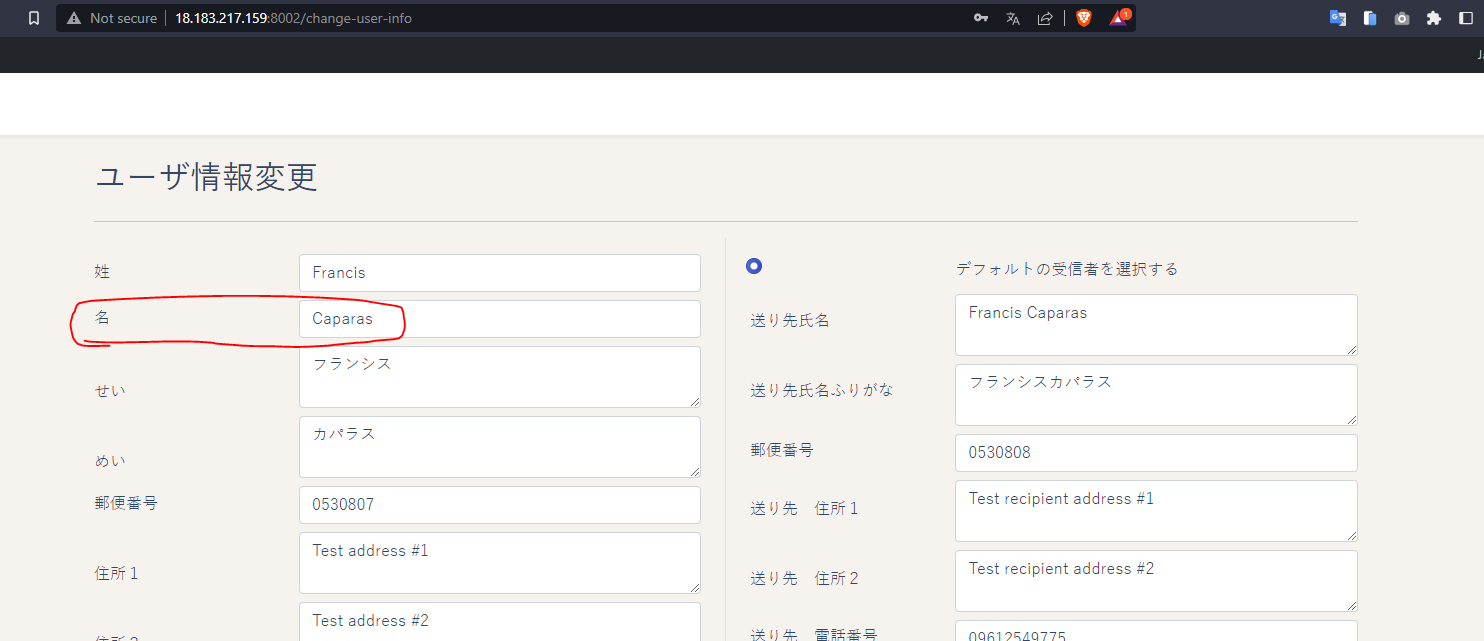 Not secure 18.183.217.159:8002/change-user-info
1
ユーザ情報変更
姓 Francis
名 Caparas
せい フランシス
めい カパラス
郵便番号 0530807
住所１ Test address #1
Test address #2
デフォルトの受信者を選択する
送り先氏名 Francis Caparas
送り先氏名ふりがな フランシスカパラス
郵便番号 0530808
送り先　住所１ Test recipient address #1
送り先　住所２ Test recipient address #2
送り先　電話番号 09612549775